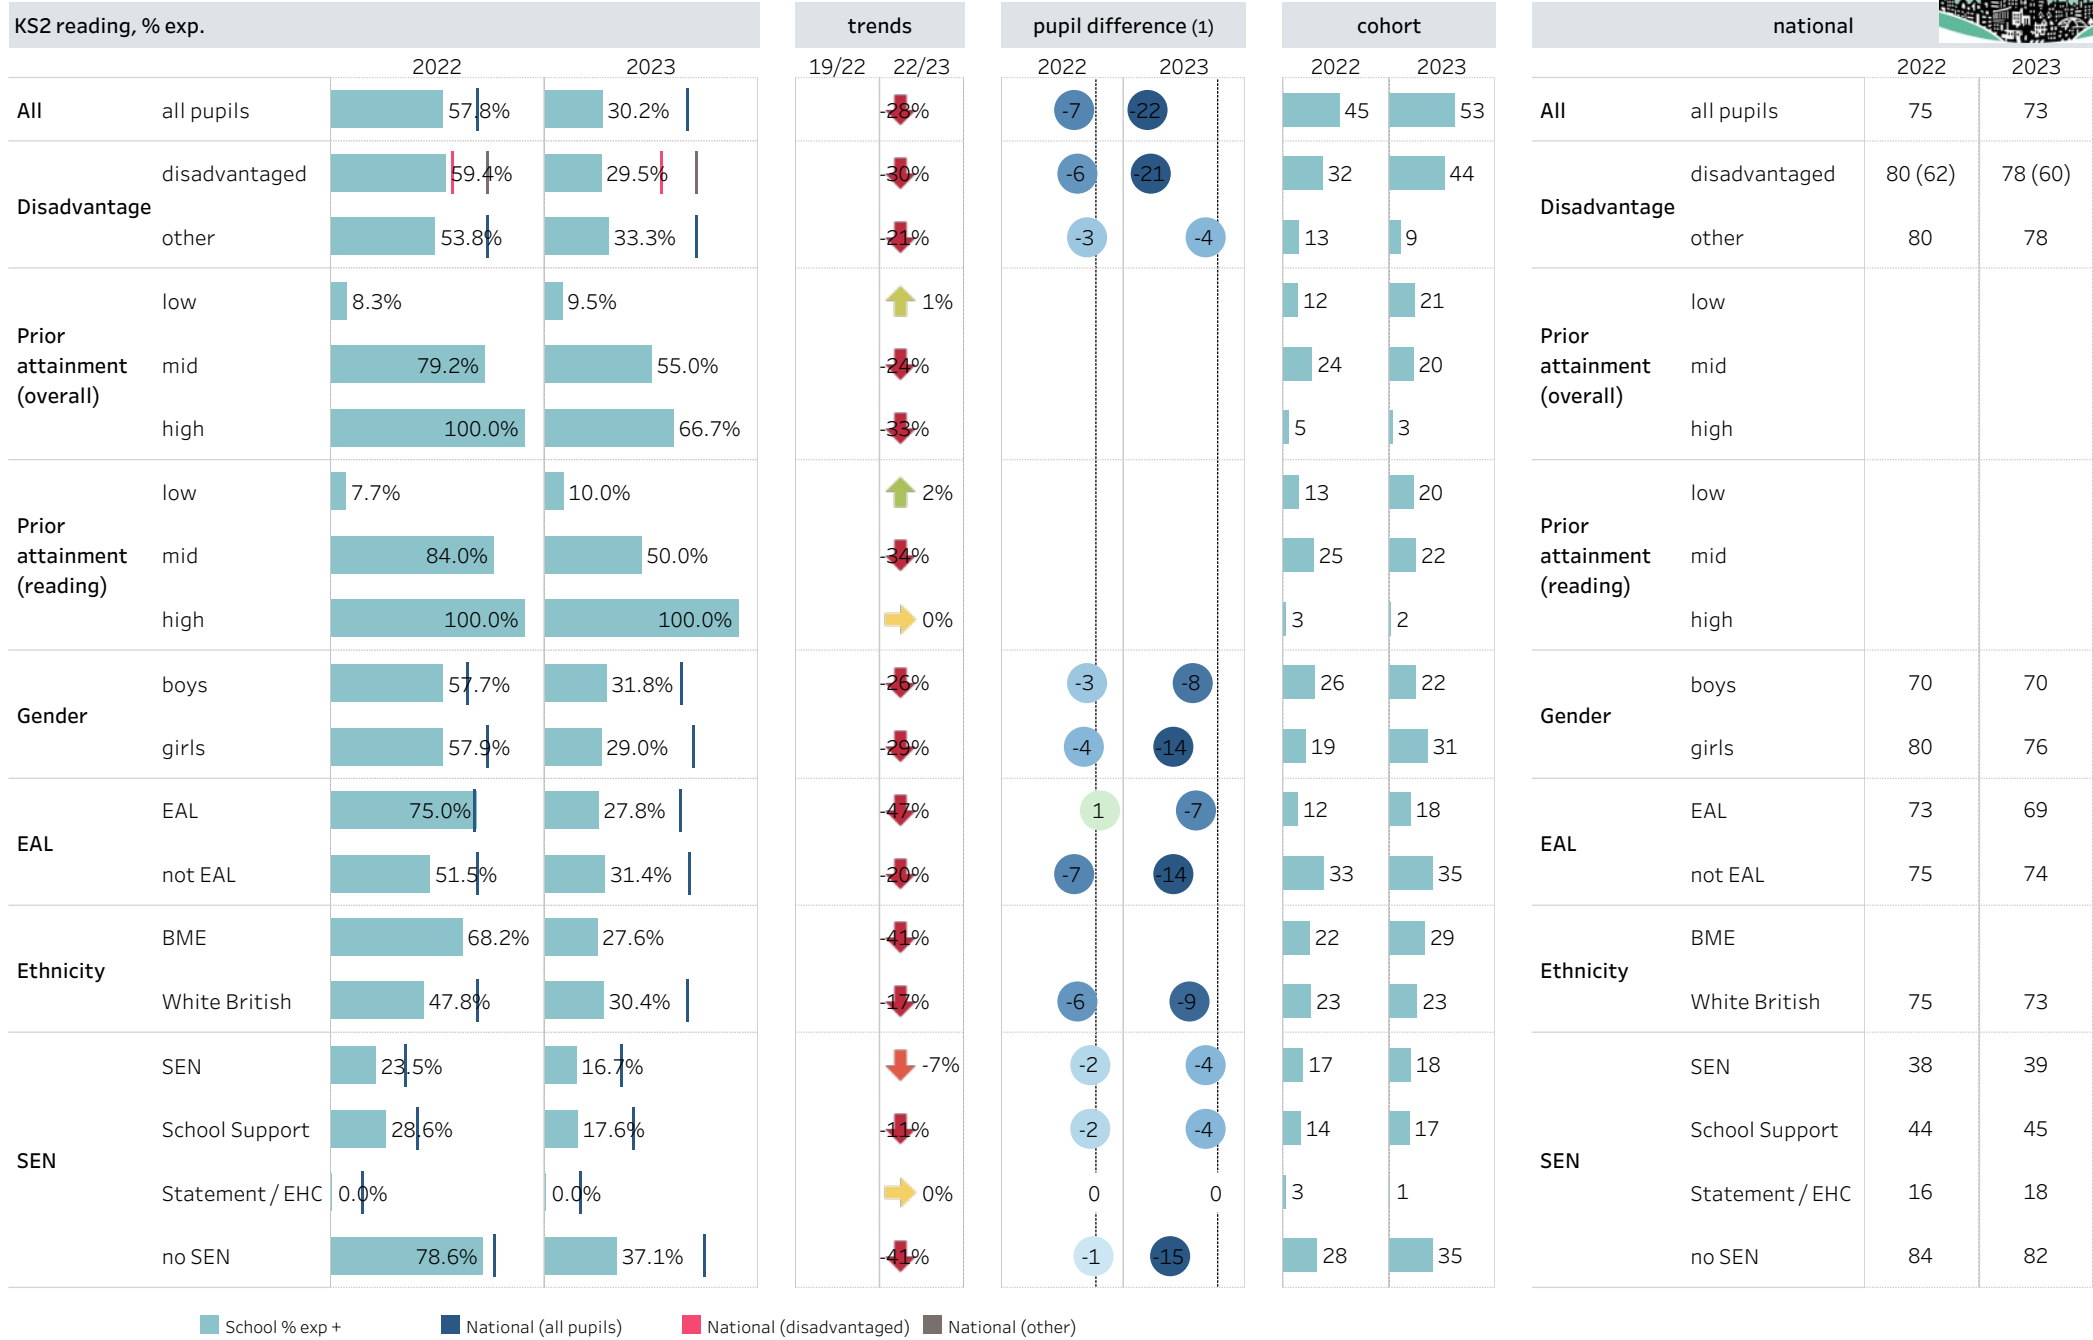 KS2 reading, % exp. trends pupil difference (1) cohort national
2022 2023 19/22 22/23 2022 2023 2022 2023 2022 2023
All all pupils 57.8% 30.2% -28% -7 -22 45 53 All all pupils 75 73
Disadvantage
disadvantaged 59.4% 29.5% -30% -6 -21 32 44 Disadvantage disadvantaged 80 (62) 78 (60)
other 53.8% 33.3% -21% -3 -4 13 9 other 80 78
Prior
attainment
(overall)
low 8.3% 9.5% 1% 12 21 Prior
attainment
(overall)
low
mid 79.2% 55.0% -24% 24 20 mid
high 100.0% 66.7% -33% 5 3 high
Prior
attainment
(reading)
low 7.7% 10.0% 2% 13 20 Prior
attainment
(reading)
low
mid 84.0% 50.0% -34% 25 22 mid
high 100.0% 100.0% 0% 3 2 high
Gender
boys 57.7% 31.8% -26% -3 -8 26 22 Gender boys 70 70
girls 57.9% 29.0% -29% -4 -14 19 31 girls 80 76
EAL
EAL 75.0% 27.8% -47% 1 -7 12 18 EAL EAL 73 69
not EAL 51.5% 31.4% -20% -7 -14 33 35 not EAL 75 74
Ethnicity
BME 68.2% 27.6% -41% 22 29 Ethnicity BME
White British 47.8% 30.4% -17% -6 -9 23 23 White British 75 73
SEN
SEN 23.5% 16.7% -7% -2 -4 17 18 SEN SEN 38 39
School Support 28.6% 17.6% -11% -2 -4 14 17 School Support 44 45
Statement / EHC 0.0% 0.0% 0% 0 0 3 1 Statement / EHC 16 18
no SEN 78.6% 37.1% -41% -1 -15 28 35 no SEN 84 82
School % exp + National (all pupils) National (disadvantaged) National (other)